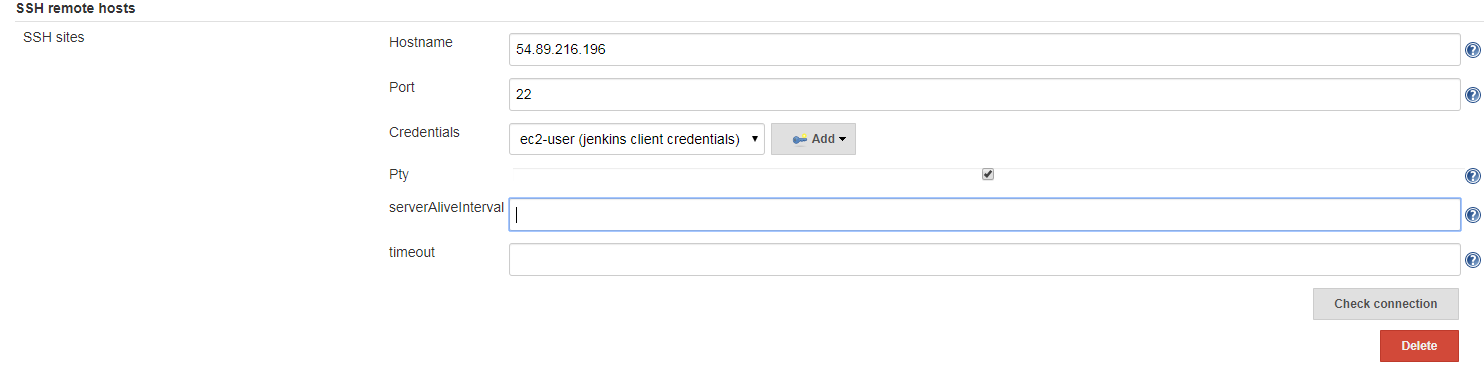 SSH remote hosts
SSH sites
Hostname
54.89.216.196
Port
22
Credentials
ec2-user (jenkins client credentials)
Add
Pty
serverAliveInterval
timeout
Check connection
Delete